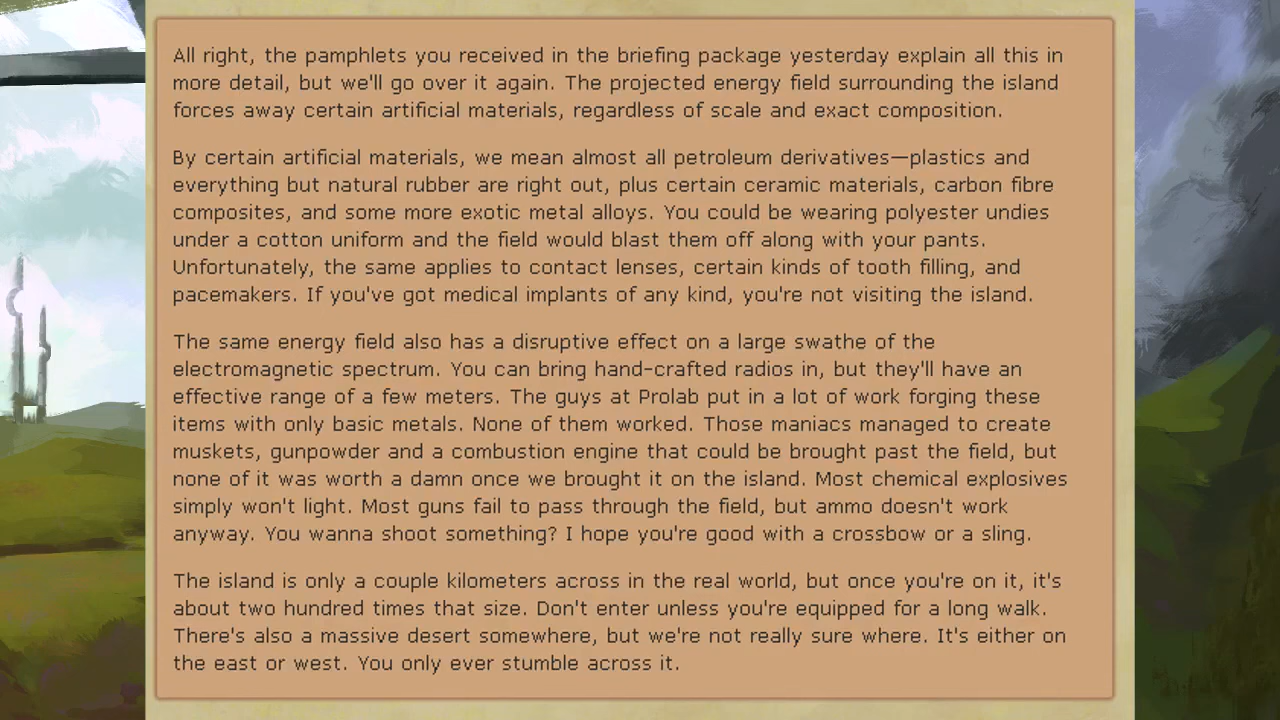 All right, the pamphlets you received in the briefing package yesterday explain all this in
more detail, but we'll go over it again. The projected energy field surrounding the island
forces away certain artificial materials, regardless of scale and exact composition.
By certain artificial materials, we mean almost all petroleum derivatives—plastics and
everything but natural rubber are right out, plus certain ceramic materials, carbon fibre
composites, and some more exotic metal alloys. You could be wearing polyester undies
under a cotton uniform and the field would blast them off along with your pants.
Unfortunately, the same applies to contact lenses, certain kinds of tooth filling, and
pacemakers. If you've got medical implants of any kind, you're not visiting the island.
The same energy field also has a disruptive effect on a large swathe of the
electromagnetic spectrum. You can bring hand-crafted radios in, but they'll have an
effective range of a few meters. The guys at Prolab put in a lot of work forging these
items with only basic metals. None of them worked. Those maniacs managed to create
muskets, gunpowder and a combustion engine that could be brought past the field, but
none of it was worth a damn once we brought it on the island. Most chemical explosives
simply won't light. Most guns fail to pass through the field, but ammo doesn't work
anyway. You wanna shoot something? I hope you're good with a crossbow or a sling.
The island is only a couple kilometers across in the real world, but once you're on it, it's
about two hundred times that size. Don't enter unless you're equipped for a long walk.
There's also a massive desert somewhere, but we're not really sure where. It's either on
the east or west. You only ever stumble across it.